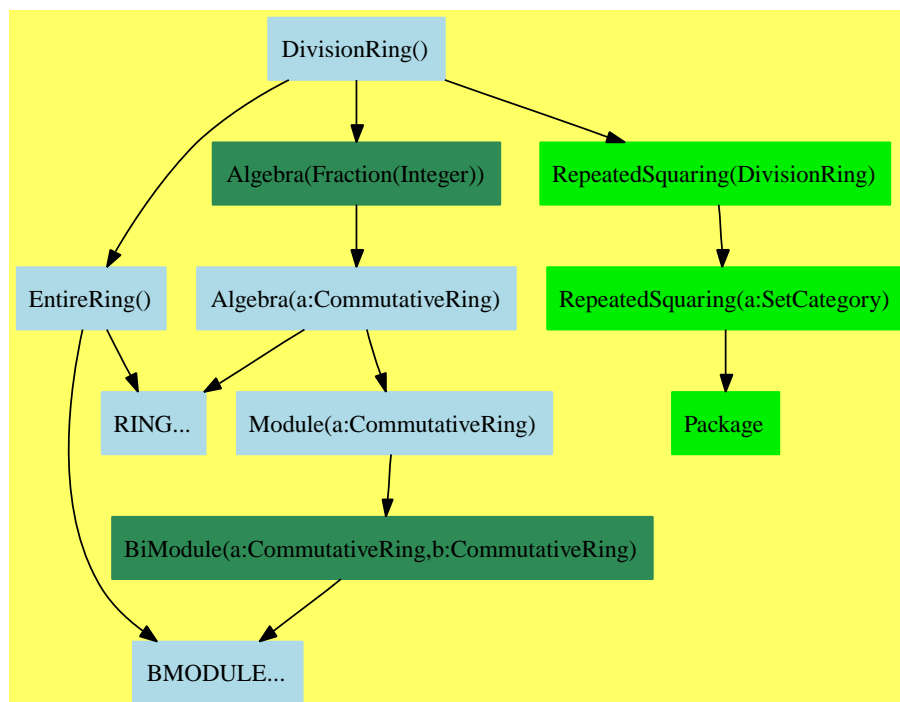 DivisionRing()
Algebra(Fraction(Integer))
RepeatedSquaring(DivisionRing)
EntireRing()
Algebra(a:CommutativeRing)
RepeatedSquaring(a:SetCategory)
RING...
Module(a:CommutativeRing)
Package
BiModule(a:CommutativeRing,b:CommutativeRing)
BMODULE...